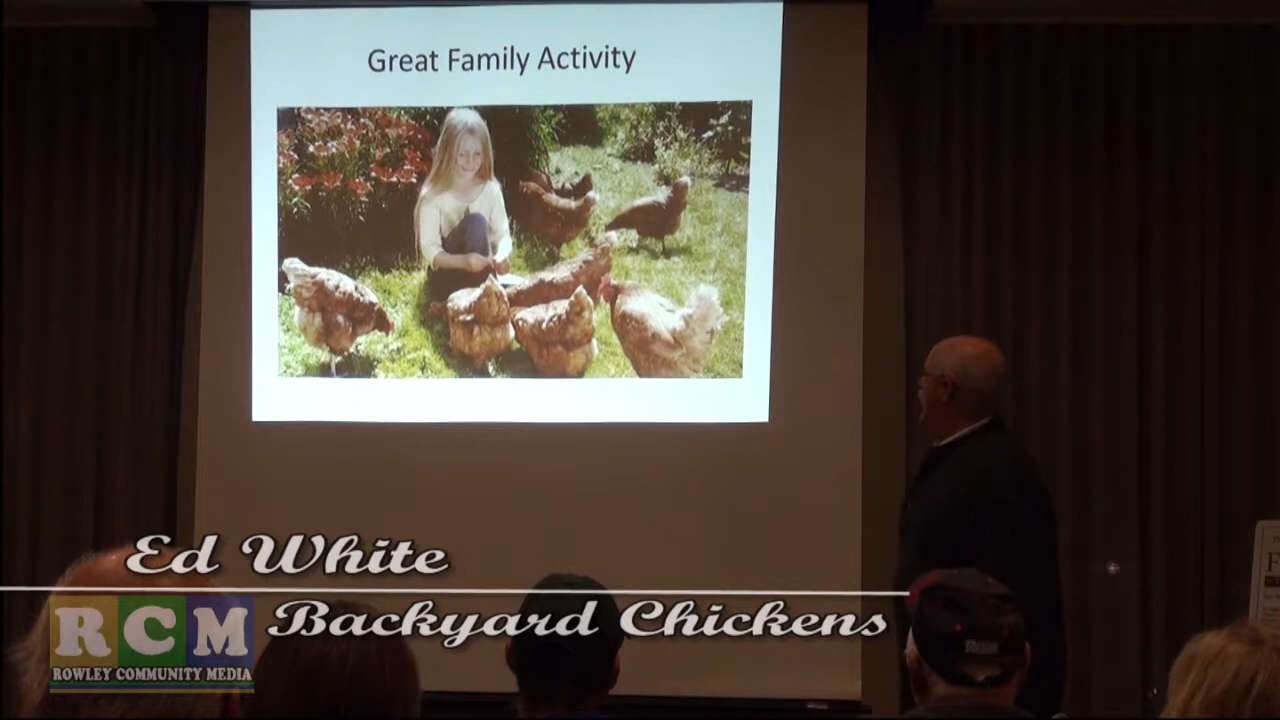 Great Family Activity
Ed White
Backyard Chickens
RCM
ROWLEY COMMUNITY MEDIA